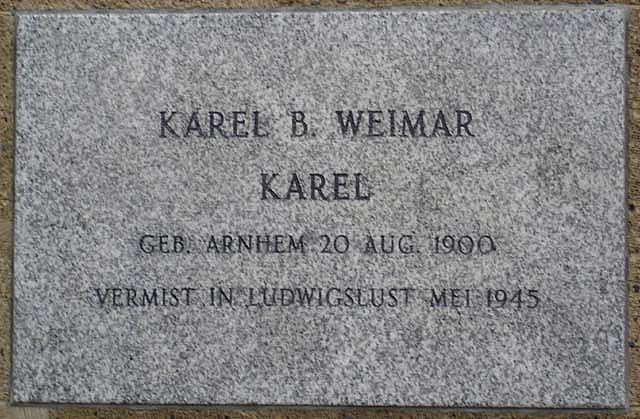 KAREL B. WEIMAR
KAREL
GEB. ARNHEM 20 AUG. 1900
VERMIST IN LUDWIGSLUST MEI 1945